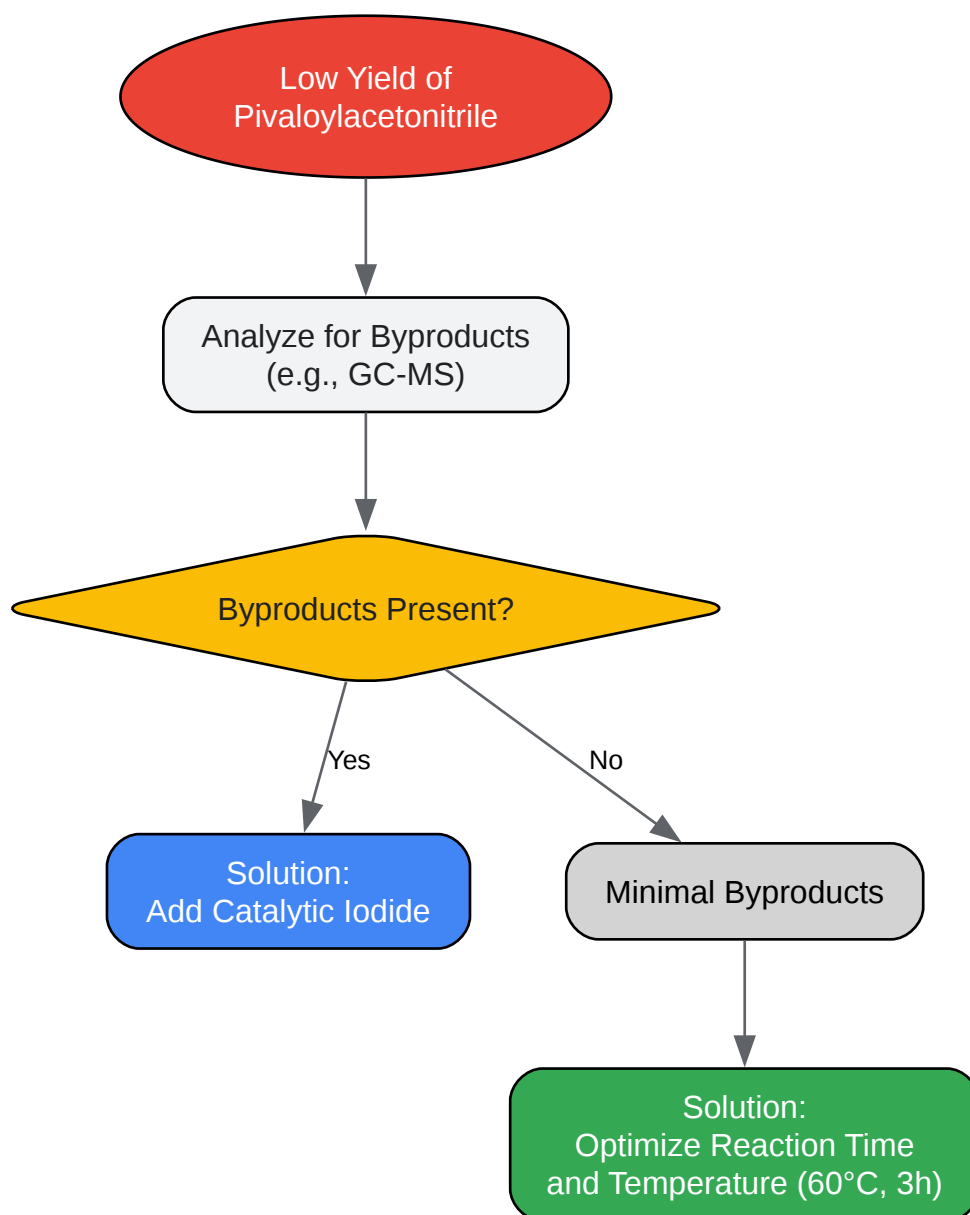 Low Yield of
Pivaloylacetonitrile
Analyze for Byproducts
(e.g., GC-MS)
Byproducts Present?
Yes
No
Solution:
Add Catalytic Iodide
Minimal Byproducts
Solution:
Optimize Reaction Time
and Temperature (60°C, 3h)